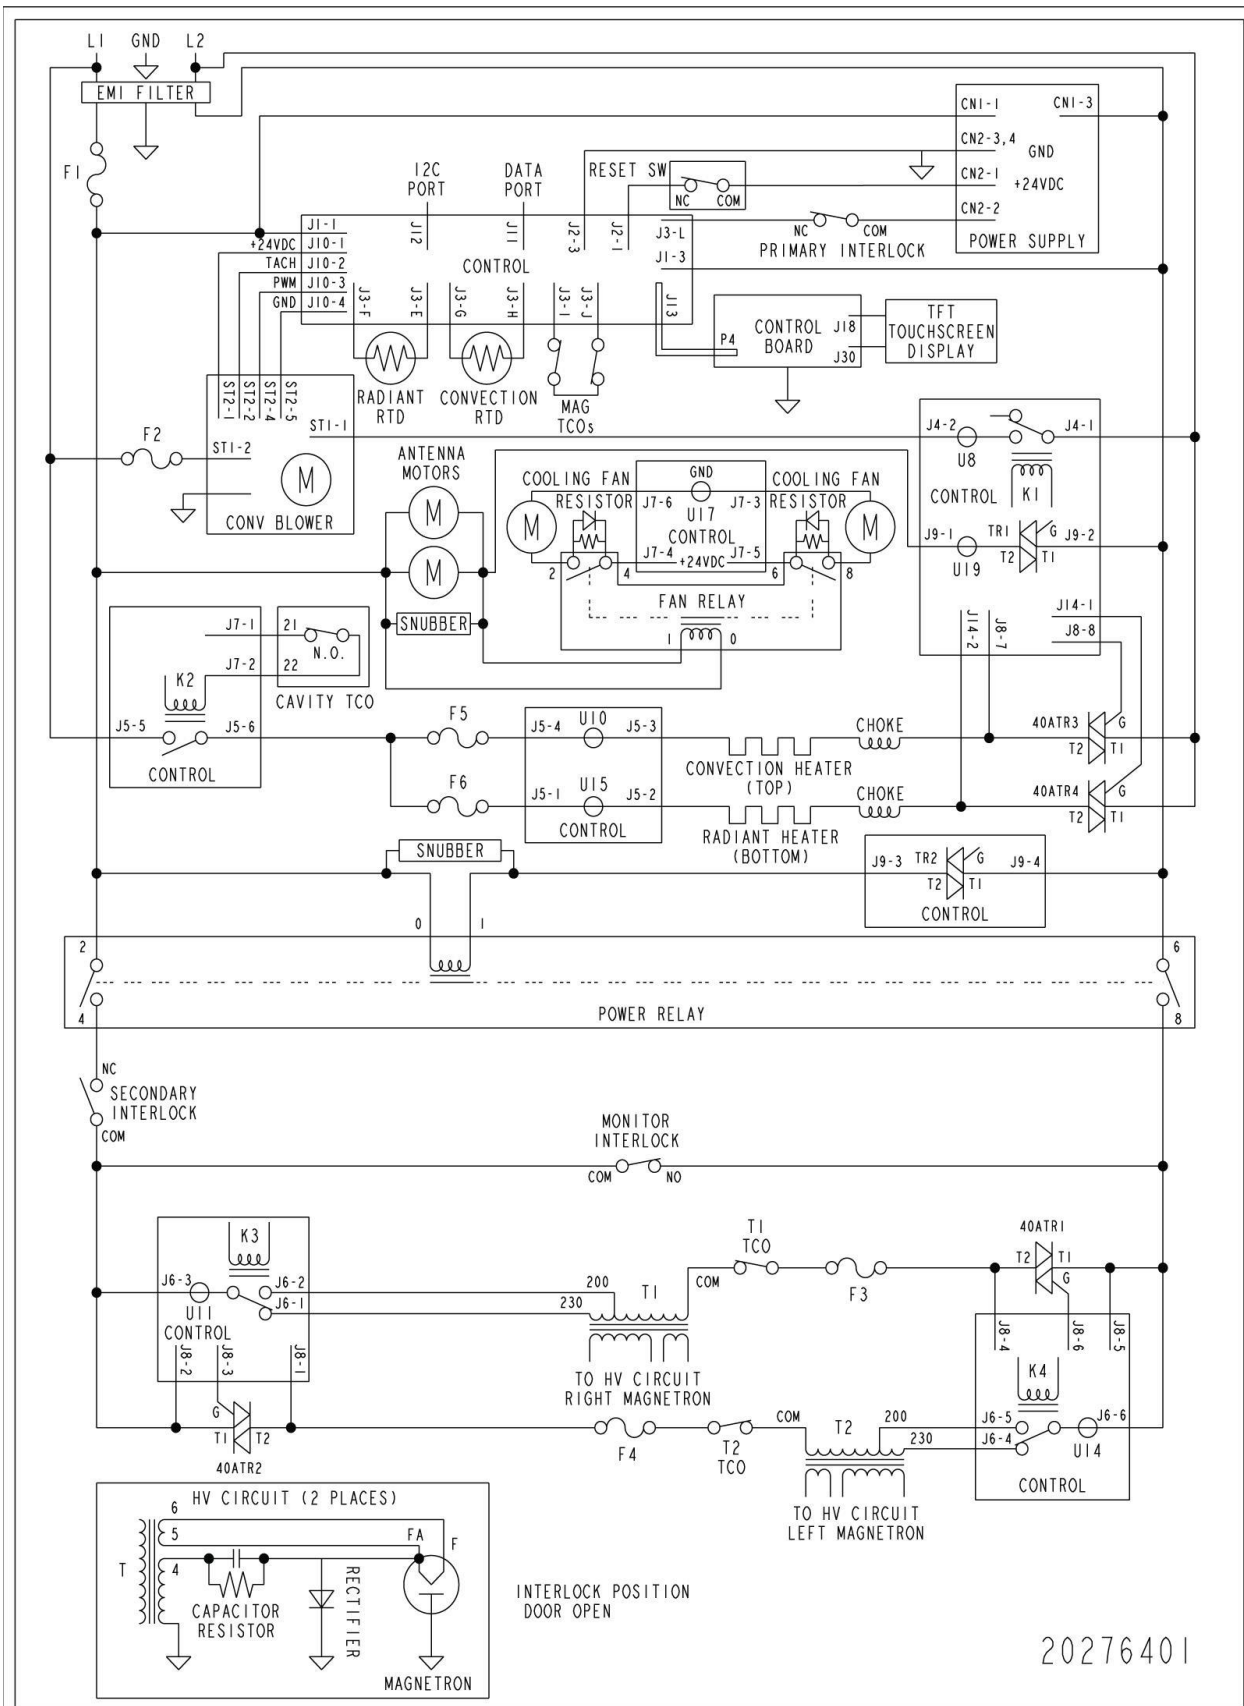 L1 GND L2
EMI FILTER
F1
I2C
PORT
DATA
PORT
RESET SW
NC COM
CN1-1 CN1-3
CN2-3,4
GND
CN2-1
+24VDC
CN2-2
POWER SUPPLY
NC COM
PRIMARY INTERLOCK
J1-1
+24VDC J10-1
TACH J10-2
PWM J10-3
GND J10-4
J12
J11
J2-3
J2-1
J3-L
J1-3
CONTROL
J3-F
J3-E
J3-G
J3-H
J3-I
J3-J
J13
RADIANT
RTD
CONVECTION
RTD
MAG
TCOs
P4
CONTROL
BOARD
J18
J30
TFT
TOUCHSCREEN
DISPLAY
ST2-1
ST2-2
ST2-4
ST2-5
ST1-1
F2
ST1-2
M
CONV BLOWER
ANTENNA
MOTORS
M
M
SNUBBER
COOLING FAN
RESISTOR
M
GND
J7-6 J7-3
U17
CONTROL
J7-4 J7-5
+24VDC
COOLING FAN
RESISTOR
M
2 4 6 8
FAN RELAY
1 0
J4-2 J4-1
U8
CONTROL K1
J9-1 TR1 G J9-2
T2 T1
U19
J14-2
J8-7
J14-1
J8-8
J7-1
J7-2
K2
J5-5 J5-6
CONTROL
21
N.O.
22
CAVITY TCO
F5
F6
J5-4 U10 J5-3
J5-1 U15 J5-2
CONTROL
CONVECTION HEATER
(TOP)
CHOKE
40ATR3 G
T2 T1
RADIANT HEATER
(BOTTOM)
CHOKE
40ATR4 G
T2 T1
SNUBBER
0 1
J9-3 TR2 G J9-4
T2 T1
CONTROL
2 6
4 8
POWER RELAY
NC
SECONDARY
INTERLOCK
COM
MONITOR
INTERLOCK
COM NO
K3
J6-3 J6-2
J6-1
U11
CONTROL
J8-2
J8-3
J8-1
G
T1 T2
40ATR2
200
230
T1
COM
T1
TCO
F3
TO HV CIRCUIT
RIGHT MAGNETRON
40ATR1
T2 T1
G
J8-4
J8-6
J8-5
K4
J6-5 J6-6
J6-4
U14
CONTROL
F4
T2
TCO
COM T2 200
230
TO HV CIRCUIT
LEFT MAGNETRON
HV CIRCUIT (2 PLACES)
6
5
4
T
FA F
CAPACITOR
RESISTOR
RECTIFIER
MAGNETRON
INTERLOCK POSITION
DOOR OPEN
20276401